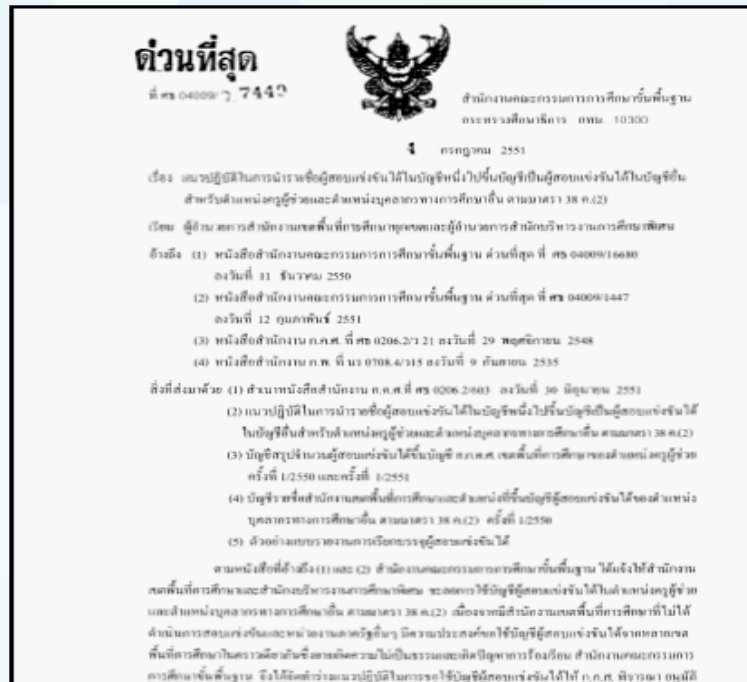 ด่วนที่สุด
ที่ ศธ 04009/ว 7443
สำนักงานคณะกรรมการการศึกษาขั้นพื้นฐาน
กระทรวงศึกษาธิการ กทม. 10300
4 กรกฎาคม 2551
เรื่อง แนวปฏิบัติในการนำรายชื่อผู้สอบแข่งขันได้ในบัญชีหนึ่งไปขึ้นบัญชีเป็นผู้สอบแข่งขันได้ในบัญชีอื่น
สำหรับตำแหน่งครูผู้ช่วยและตำแหน่งบุคลากรทางการศึกษาอื่น ตามมาตรา 38 ค.(2)
เรียน ผู้อำนวยการสำนักงานเขตพื้นที่การศึกษาทุกเขตและผู้อำนวยการสำนักบริหารงานการศึกษาพิเศษ
อ้างถึง (1) หนังสือสำนักงานคณะกรรมการการศึกษาขั้นพื้นฐาน ด่วนที่สุด ที่ ศธ 04009/16680
ลงวันที่ 11 ธันวาคม 2550
(2) หนังสือสำนักงานคณะกรรมการการศึกษาขั้นพื้นฐาน ด่วนที่สุด ที่ ศธ 04009/1447
ลงวันที่ 12 กุมภาพันธ์ 2551
(3) หนังสือสำนักงาน ก.ค.ศ. ที่ ศธ 0206.2/ว 21 ลงวันที่ 29 พฤศจิกายน 2548
(4) หนังสือสำนักงาน ก.พ. ที่ นร 0708.4/ว15 ลงวันที่ 9 กันยายน 2535
สิ่งที่ส่งมาด้วย (1) สำเนาหนังสือสำนักงาน ก.ค.ศ.ที่ ศธ 0206.2/603 ลงวันที่ 30 มิถุนายน 2551
(2) แนวปฏิบัติในการนำรายชื่อผู้สอบแข่งขันได้ในบัญชีหนึ่งไปขึ้นบัญชีเป็นผู้สอบแข่งขันได้
ในบัญชีอื่นสำหรับตำแหน่งครูผู้ช่วยและตำแหน่งบุคลากรทางการศึกษาอื่น ตามมาตรา 38 ค.(2)
(3) บัญชีสรุปจำนวนผู้สอบแข่งขันได้ขึ้นบัญชี อ.ก.ค.ศ. เขตพื้นที่การศึกษาของตำแหน่งครูผู้ช่วย
ครั้งที่ 1/2550 และครั้งที่ 1/2551
(4) บัญชีรายชื่อสำนักงานเขตพื้นที่การศึกษาและตำแหน่งที่ขึ้นบัญชีผู้สอบแข่งขันได้ของตำแหน่ง
บุคลากรทางการศึกษาอื่น ตามมาตรา 38 ค.(2) ครั้งที่ 1/2550
(5) ตัวอย่างแบบรายงานการเรียกบรรจุผู้สอบแข่งขันได้
ตามหนังสือที่อ้างถึง (1) และ (2) สำนักงานคณะกรรมการการศึกษาขั้นพื้นฐาน ได้แจ้งให้สำนักงาน
เขตพื้นที่การศึกษาและสำนักบริหารงานการศึกษาพิเศษ ชะลอการใช้บัญชีผู้สอบแข่งขันได้ในตำแหน่งครูผู้ช่วย
และตำแหน่งบุคลากรทางการศึกษาอื่น ตามมาตรา 38 ค.(2) เนื่องจากมีสำนักงานเขตพื้นที่การศึกษาที่ไม่ได้
ดำเนินการสอบแข่งขันและหน่วยงานภาครัฐอื่นๆ มีความประสงค์ขอใช้บัญชีผู้สอบแข่งขันได้จากหลายเขต
พื้นที่การศึกษาในคราวเดียวกันซึ่งอาจเกิดความไม่เป็นธรรมและเกิดปัญหาการร้องเรียน สำนักงานคณะกรรมการ
การศึกษาขั้นพื้นฐาน จึงได้จัดทำร่างแนวปฏิบัติในการขอใช้บัญชีผู้สอบแข่งขันได้ให้ ก.ค.ศ. พิจารณา อนุมัติ